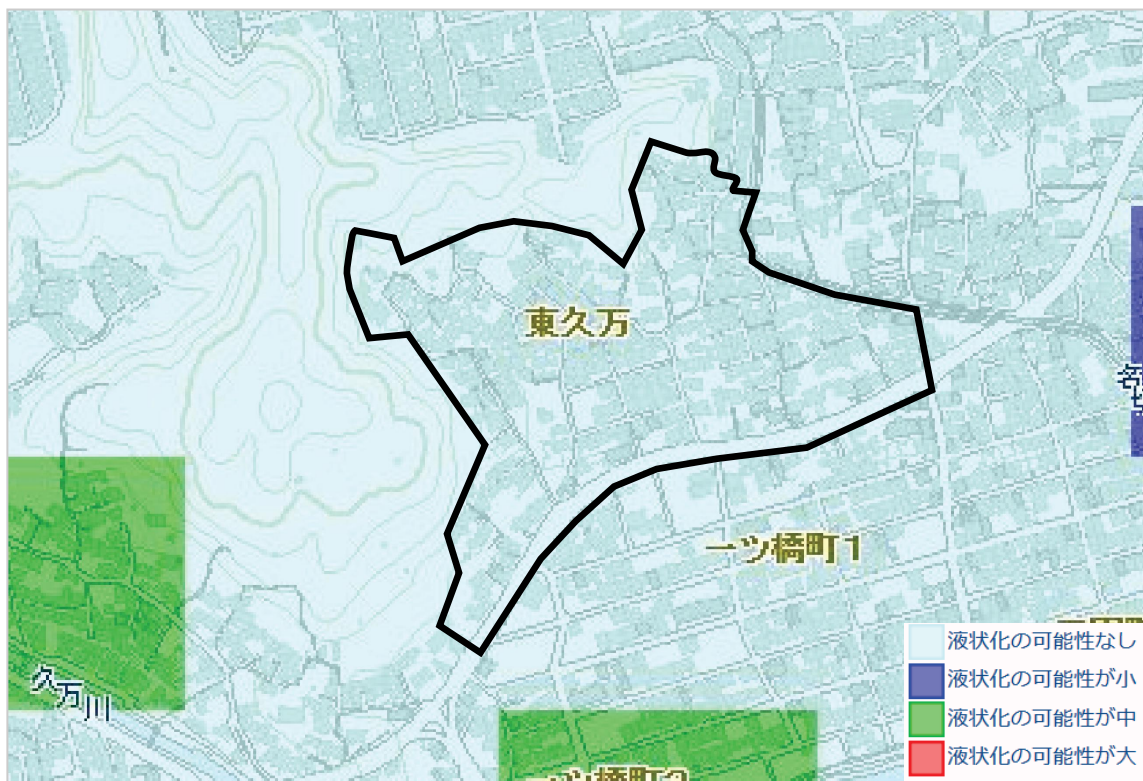 東久万
一ツ橋町1
久万川
液状化の可能性なし
液状化の可能性が小
液状化の可能性が中
液状化の可能性が大